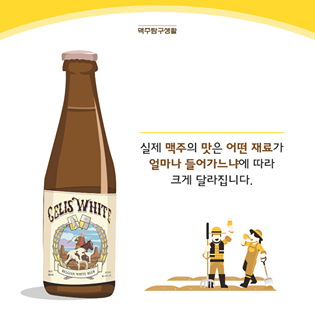 맥주탐구생활
실제 맥주의 맛은 어떤 재료가
얼마나 들어가느냐에 따라
크게 달라집니다.
CELIS WHITE
BELGIAN WHITE BEER